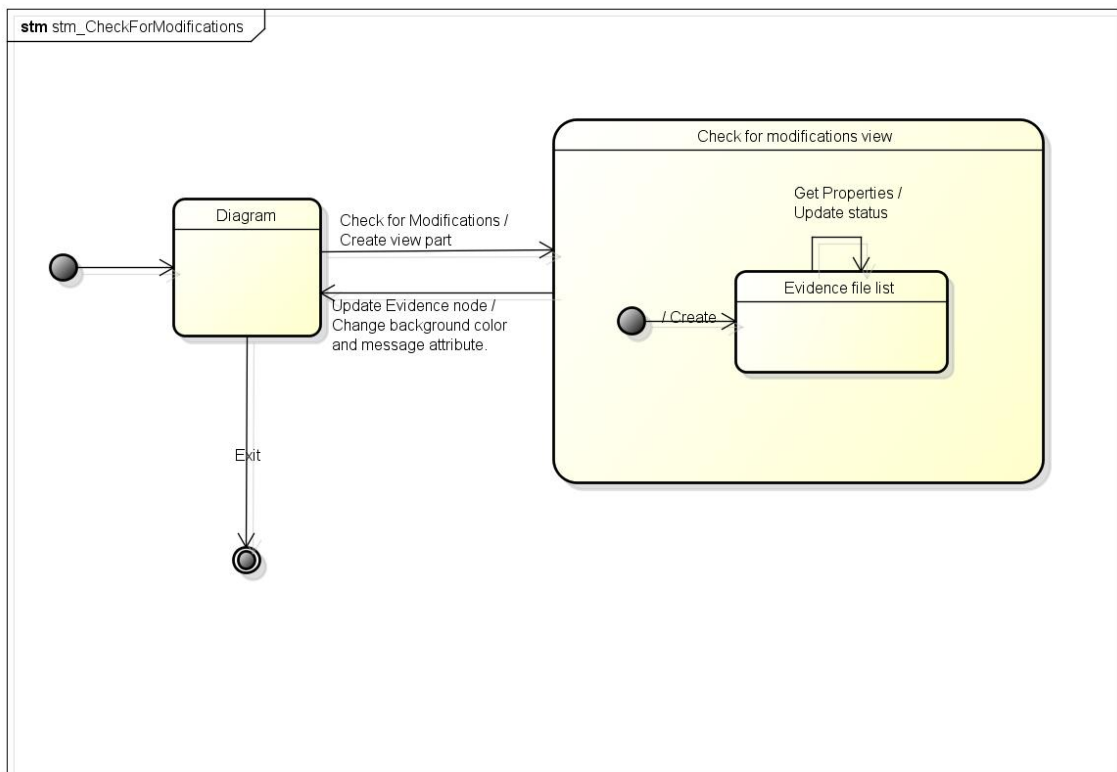 stm stm_CheckForModifications
Check for modifications view
Get Properties /
Update status
Diagram
Check for Modifications /
Create view part
Evidence file list
Update Evidence node /
Change background color
and message attribute.
/ Create
Exit